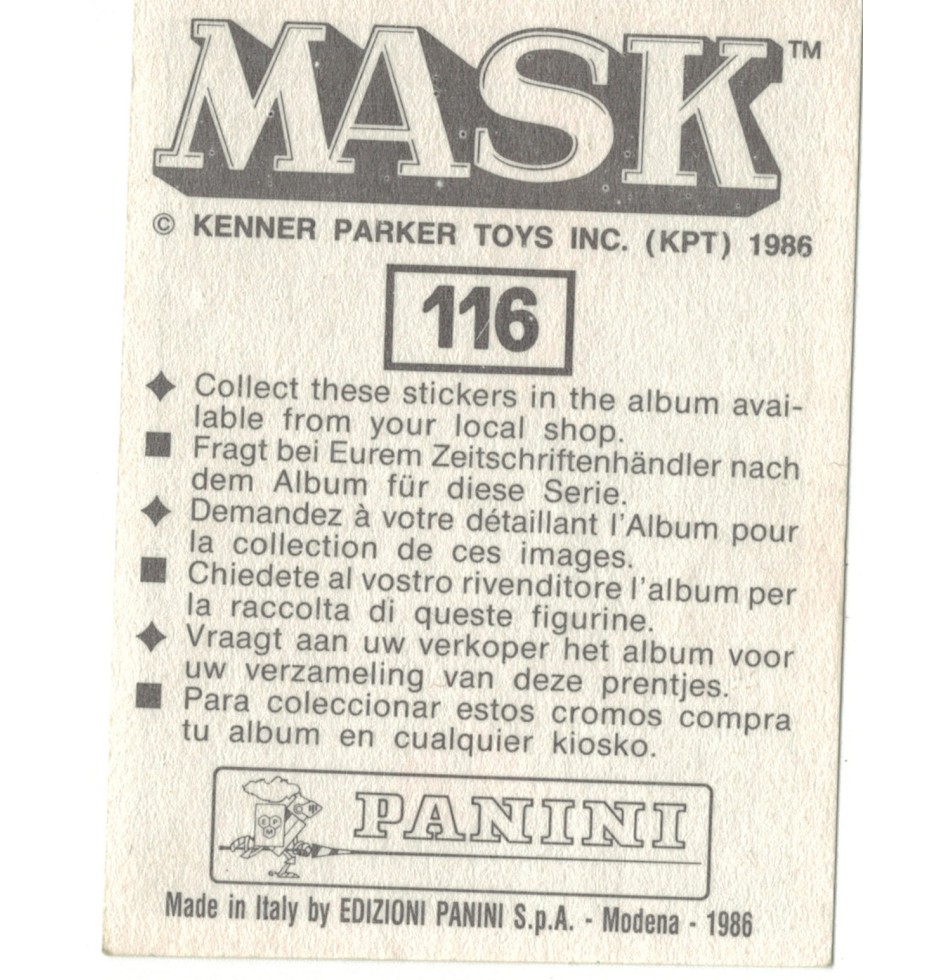 MASK™
© KENNER PARKER TOYS INC. (KPT) 1986
116
Collect these stickers in the album avai-
lable from your local shop.
Fragt bei Eurem Zeitschriftenhändler nach
dem Album für diese Serie.
Demandez à votre détaillant l'Album pour
la collection de ces images.
Chiedete al vostro rivenditore l'album per
la raccolta di queste figurine.
Vraagt aan uw verkoper het album voor
uw verzameling van deze prentjes.
Para coleccionar estos cromos compra
tu album en cualquier kiosko.
EPM
PANINI
Made in Italy by EDIZIONI PANINI S.p.A. - Modena - 1986